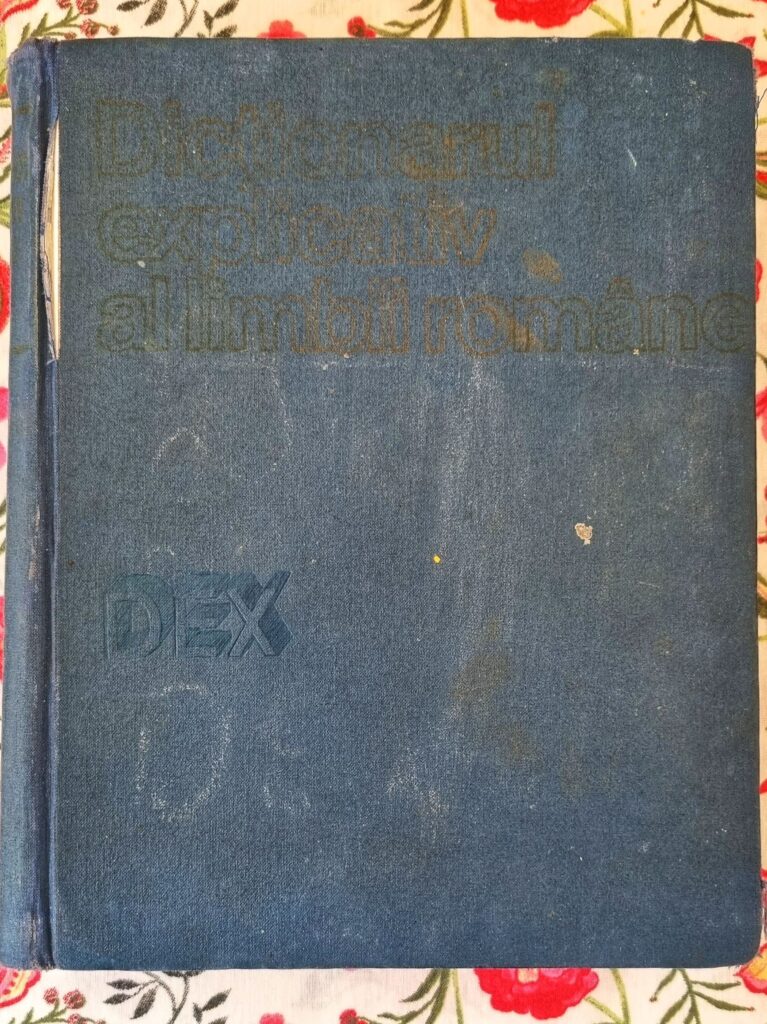 Dicționarul
explicativ
al limbii române
DEX